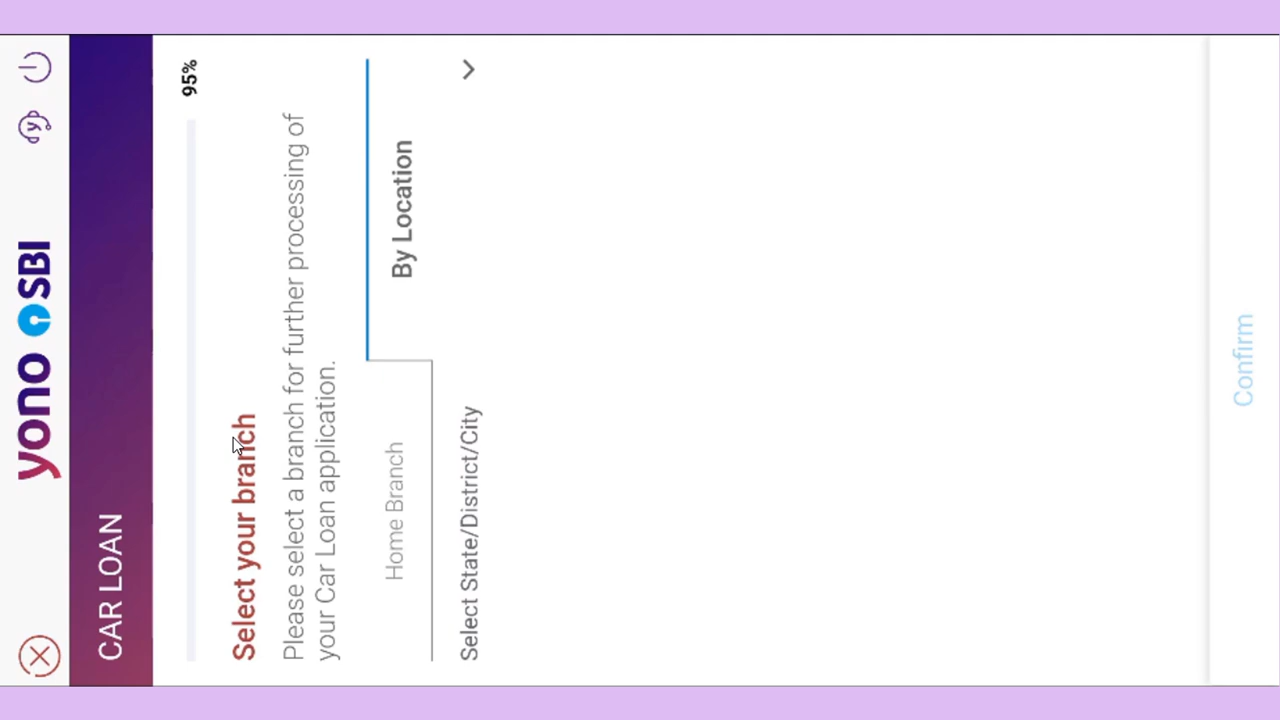 yono SBI
CAR LOAN
95%
Select your branch
Please select a branch for further processing of
your Car Loan application.
Home Branch
By Location
Select State/District/City
Confirm